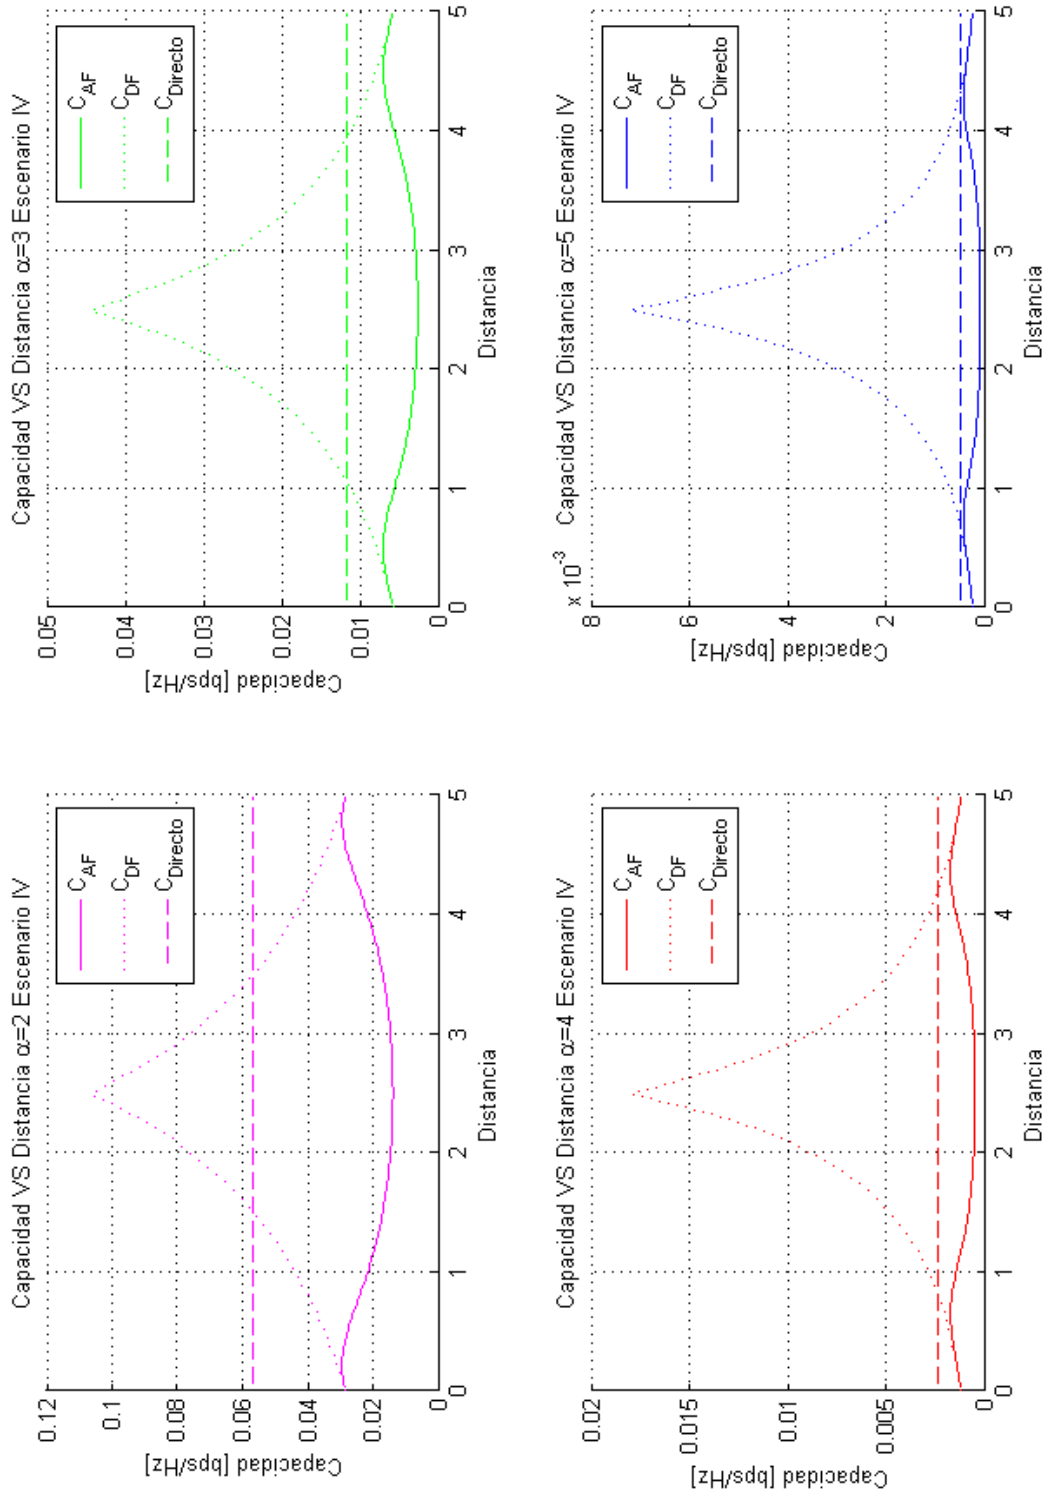 Capacidad VS Distancia α=2 Escenario IV
Capacidad [bps/Hz]
0.12
0.1
0.08
0.06
0.04
0.02
0
0 1 2 3 4 5
Distancia
C_AF
C_DF
C_Directo
Capacidad VS Distancia α=3 Escenario IV
Capacidad [bps/Hz]
0.05
0.04
0.03
0.02
0.01
0
0 1 2 3 4 5
Distancia
C_AF
C_DF
C_Directo
Capacidad VS Distancia α=4 Escenario IV
Capacidad [bps/Hz]
0.02
0.015
0.01
0.005
0
0 1 2 3 4 5
Distancia
C_AF
C_DF
C_Directo
x 10^-3
Capacidad VS Distancia α=5 Escenario IV
Capacidad [bps/Hz]
8
6
4
2
0
0 1 2 3 4 5
Distancia
C_AF
C_DF
C_Directo